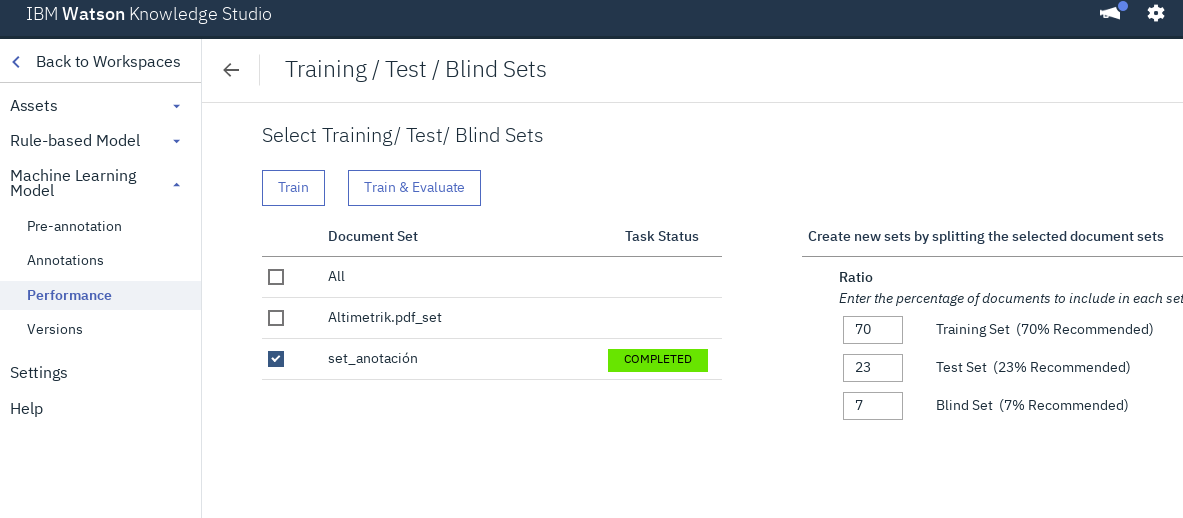 IBM Watson Knowledge Studio
Back to Workspaces
Assets
Rule-based Model
Machine Learning
Model
Pre-annotation
Annotations
Performance
Versions
Settings
Help
Training / Test / Blind Sets
Select Training/ Test/ Blind Sets
Train
Train & Evaluate
Document Set
Task Status
All
Altimetrik.pdf_set
set_anotación
COMPLETED
Create new sets by splitting the selected document sets
Ratio
Enter the percentage of documents to include in each set
70
Training Set (70% Recommended)
23
Test Set (23% Recommended)
7
Blind Set (7% Recommended)